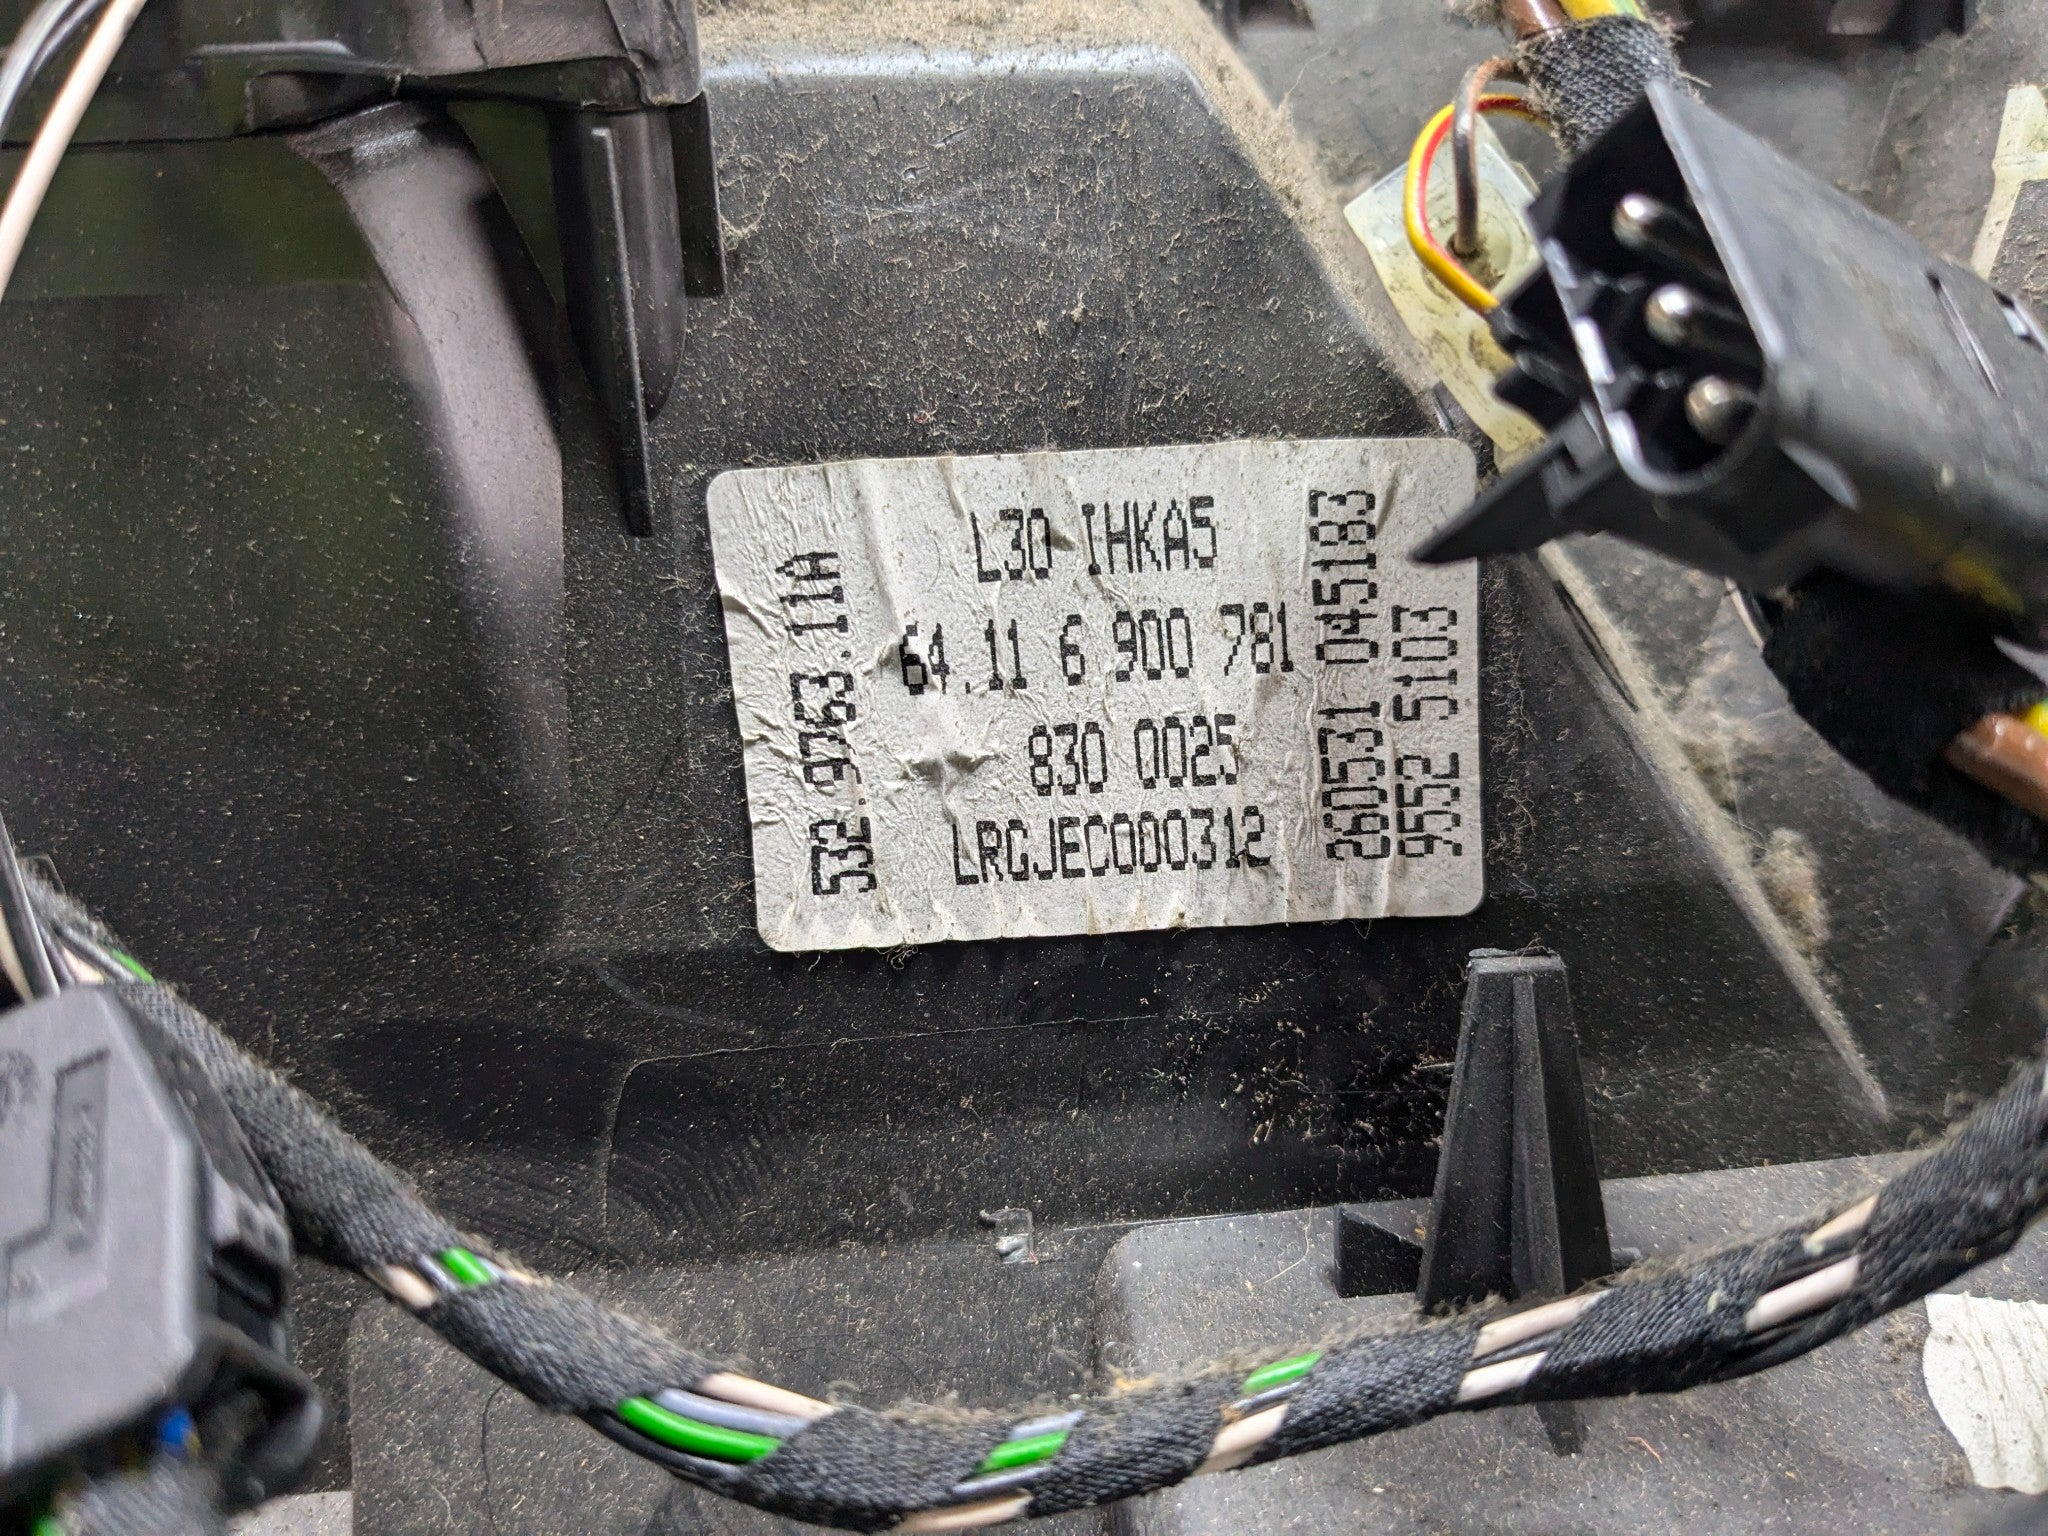 L30 IHKA5
64.11 6 900 781
830 0025
LRGJEC000312
532.9763.11A
260531 045183
9552 5103